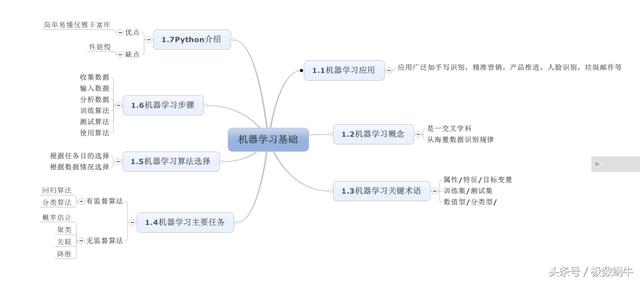 机器学习基础
1.1机器学习应用
应用广泛如手写识别，精准营销，产品推进，人脸识别，垃圾邮件等
1.2机器学习概念
是一交叉学科
从海量数据识别规律
1.3机器学习关键术语
属性/特征/目标变量
训练集/测试集
数值型/分类型/
1.4机器学习主要任务
有监督算法
回归算法
分类算法
无监督算法
概率估计
聚类
关联
降维
1.5机器学习算法选择
根据任务目的选择
根据数据情况选择
1.6机器学习步骤
收集数据
输入数据
分析数据
训练算法
测试算法
使用算法
1.7Python介绍
优点
简单易懂优雅丰富库
缺点
性能慢
头条号/极数蜗牛